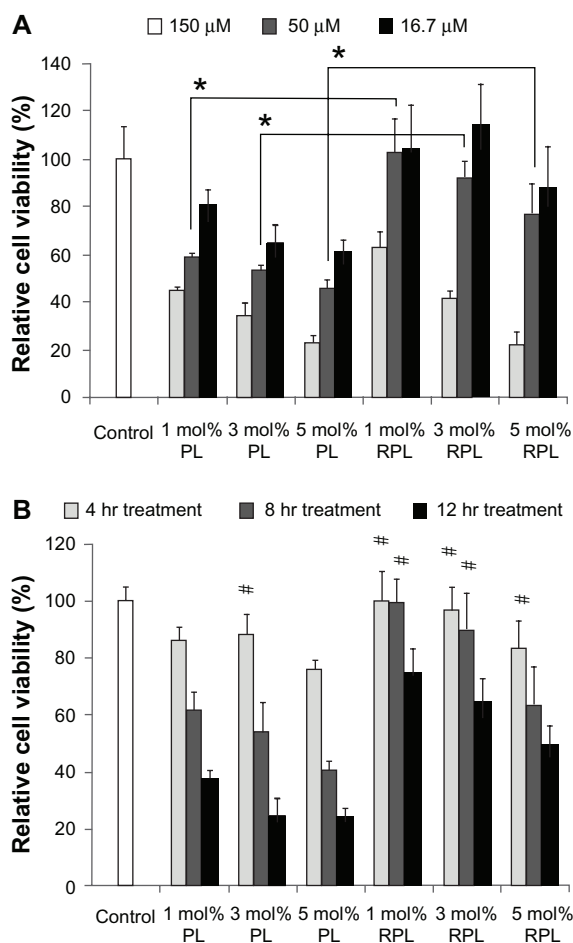 A
150 μM 50 μM 16.7 μM
Relative cell viability (%)
140
120
100
80
60
40
20
0
* * *
Control 1 mol% PL 3 mol% PL 5 mol% PL 1 mol% RPL 3 mol% RPL 5 mol% RPL
B
4 hr treatment 8 hr treatment 12 hr treatment
Relative cell viability (%)
120
100
80
60
40
20
0
# # # # # #
Control 1 mol% PL 3 mol% PL 5 mol% PL 1 mol% RPL 3 mol% RPL 5 mol% RPL